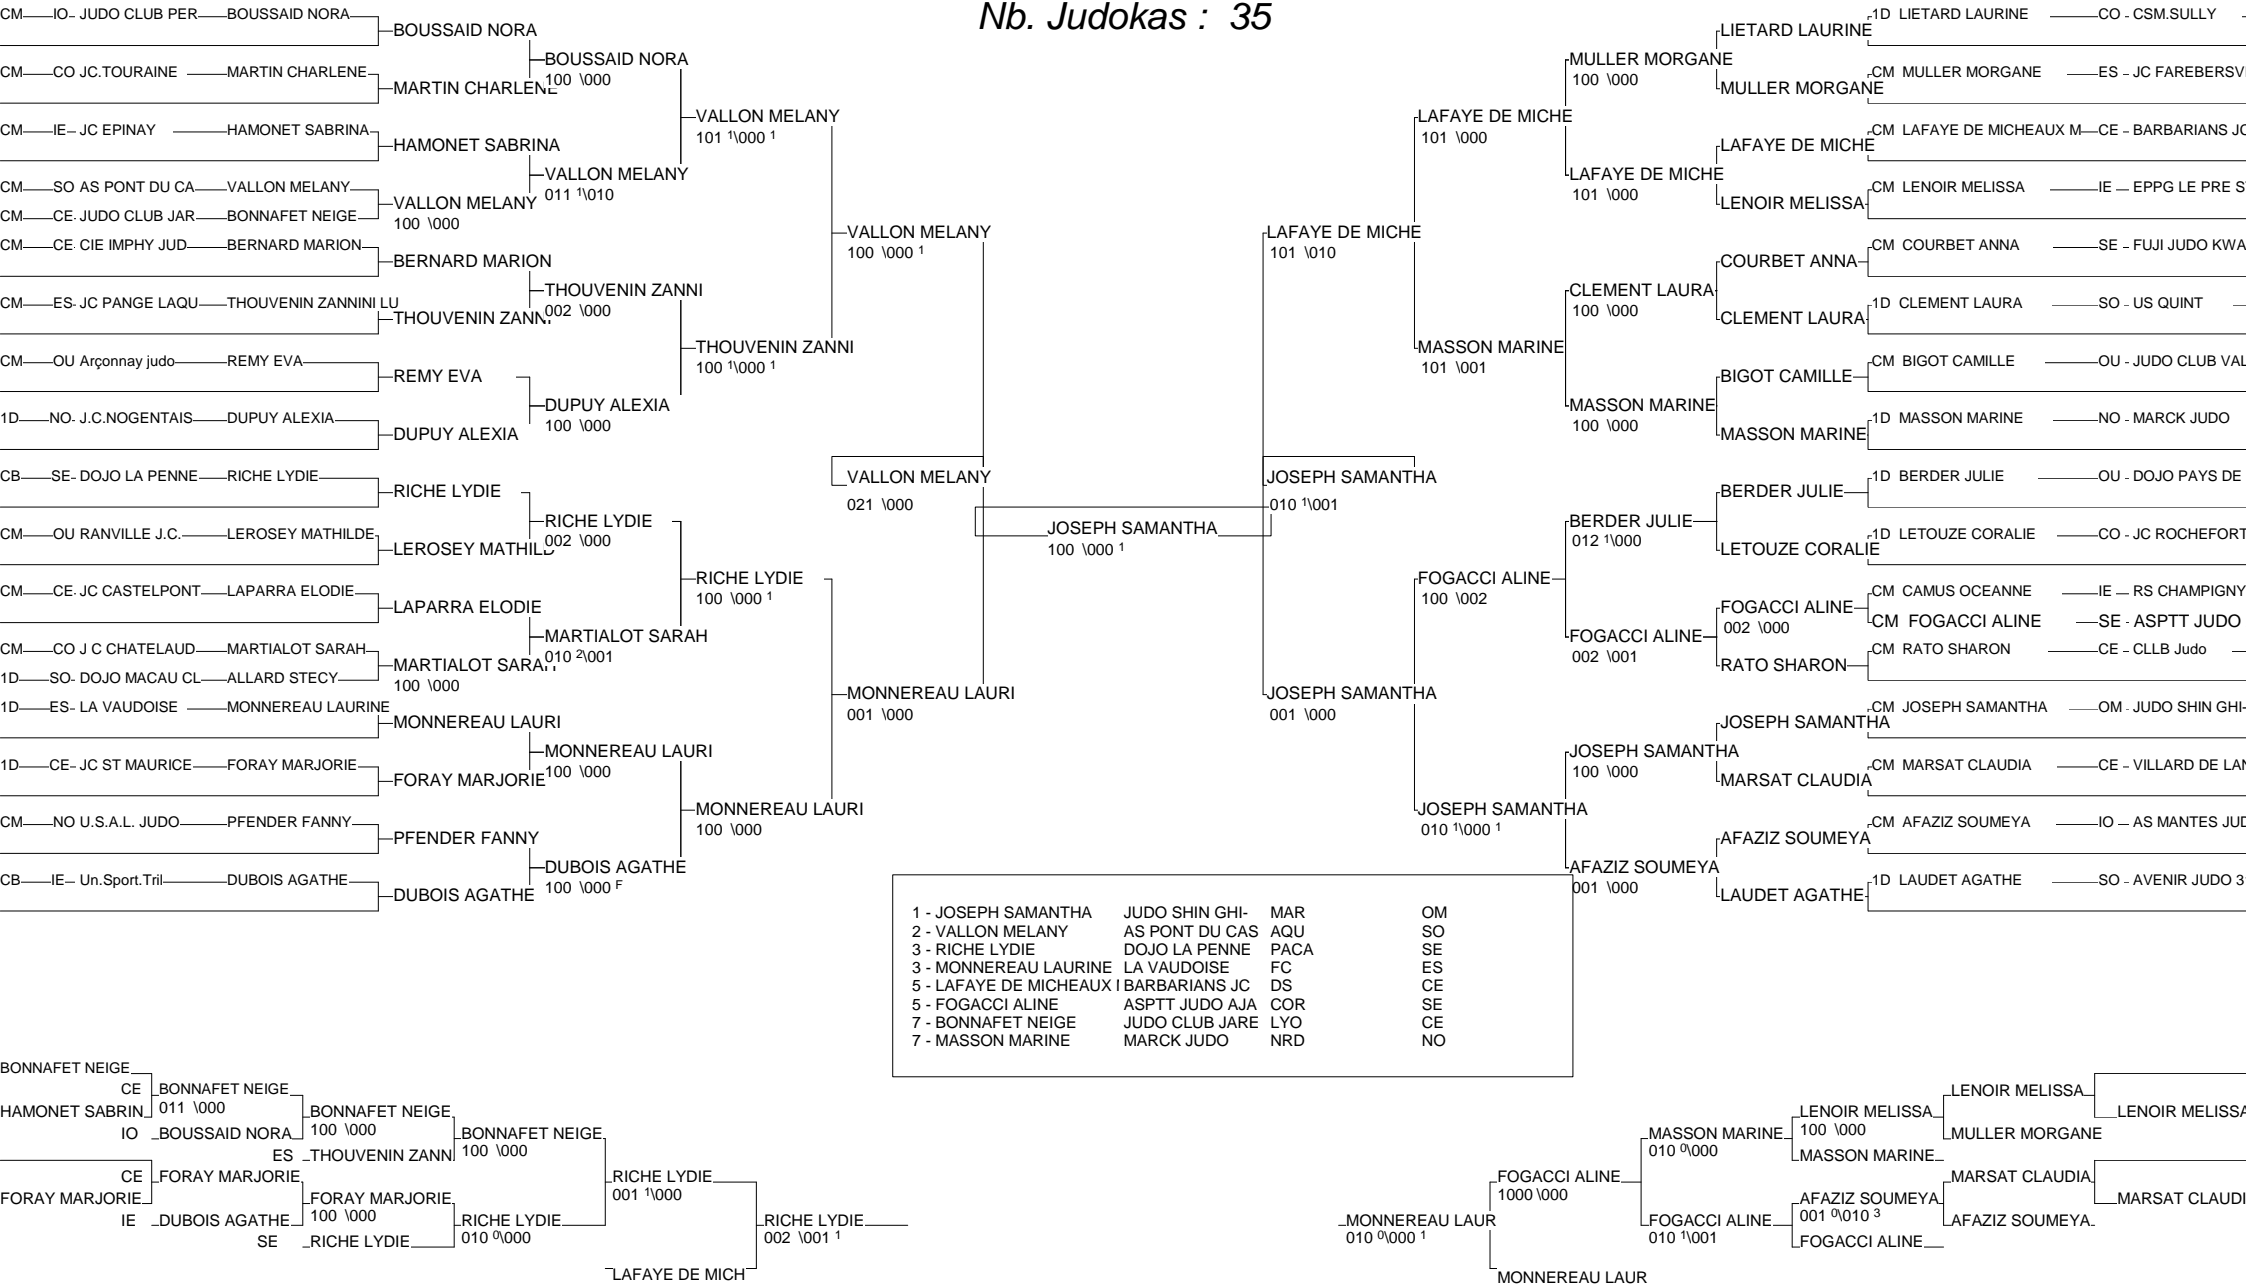 Nb. Judokas : 35
CM IO- JUDO CLUB PER BOUSSAID NORA
CM CO JC.TOURAINE MARTIN CHARLENE
CM IE- JC EPINAY HAMONET SABRINA
CM SO AS PONT DU CA VALLON MELANY
CM CE- JUDO CLUB JAR BONNAFET NEIGE
CM CE- CIE IMPHY JUD BERNARD MARION
CM ES- JC PANGE LAQU THOUVENIN ZANNINI LU
CM OU Arçonnay judo REMY EVA
1D NO- J.C.NOGENTAIS DUPUY ALEXIA
CB SE- DOJO LA PENNE RICHE LYDIE
CM OU RANVILLE J.C. LEROSEY MATHILDE
CM CE- JC CASTELPONT LAPARRA ELODIE
CM CO J C CHATELAUD MARTIALOT SARAH
1D SO- DOJO MACAU CL ALLARD STECY
1D ES- LA VAUDOISE MONNEREAU LAURINE
1D CE- JC ST MAURICE FORAY MARJORIE
CM NO U.S.A.L. JUDO PFENDER FANNY
CB IE- Un.Sport.Tril DUBOIS AGATHE
BOUSSAID NORA
MARTIN CHARLENE
HAMONET SABRINA
VALLON MELANY
100 \000
BERNARD MARION
THOUVENIN ZANNI
REMY EVA
DUPUY ALEXIA
RICHE LYDIE
LEROSEY MATHILD
LAPARRA ELODIE
MARTIALOT SARAH
100 \000
MONNEREAU LAURI
FORAY MARJORIE
PFENDER FANNY
DUBOIS AGATHE
BOUSSAID NORA
100 \000
VALLON MELANY
011 1\010
THOUVENIN ZANNI
002 \000
DUPUY ALEXIA
100 \000
RICHE LYDIE
002 \000
MARTIALOT SARAH
010 2\001
MONNEREAU LAURI
100 \000
DUBOIS AGATHE
100 \000 F
VALLON MELANY
101 1\000 1
THOUVENIN ZANNI
100 1\000 1
RICHE LYDIE
100 \000 1
MONNEREAU LAURI
100 \000
VALLON MELANY
100 \000 1
MONNEREAU LAURI
001 \000
VALLON MELANY
021 \000
JOSEPH SAMANTHA
100 \000 1
JOSEPH SAMANTHA
010 1\001
LAFAYE DE MICHE
101 \010
JOSEPH SAMANTHA
001 \000
LAFAYE DE MICHE
101 \000
MASSON MARINE
101 \001
FOGACCI ALINE
100 \002
JOSEPH SAMANTHA
010 1\000 1
MULLER MORGANE
100 \000
LAFAYE DE MICHE
101 \000
CLEMENT LAURA
100 \000
MASSON MARINE
100 \000
BERDER JULIE
012 1\000
FOGACCI ALINE
002 \001
JOSEPH SAMANTHA
100 \000
AFAZIZ SOUMEYA
001 \000
LIETARD LAURINE
MULLER MORGANE
LAFAYE DE MICHE
LENOIR MELISSA
COURBET ANNA
CLEMENT LAURA
BIGOT CAMILLE
MASSON MARINE
BERDER JULIE
LETOUZE CORALIE
FOGACCI ALINE
002 \000
RATO SHARON
JOSEPH SAMANTHA
MARSAT CLAUDIA
AFAZIZ SOUMEYA
LAUDET AGATHE
1D LIETARD LAURINE CO - CSM.SULLY
CM MULLER MORGANE ES - JC FAREBERSV
CM LAFAYE DE MICHEAUX M CE - BARBARIANS JC
CM LENOIR MELISSA IE - EPPG LE PRE S
CM COURBET ANNA SE - FUJI JUDO KWA
1D CLEMENT LAURA SO - US QUINT
CM BIGOT CAMILLE OU - JUDO CLUB VAL
1D MASSON MARINE NO - MARCK JUDO
1D BERDER JULIE OU - DOJO PAYS DE
1D LETOUZE CORALIE CO - JC ROCHEFORT
CM CAMUS OCEANNE IE - RS CHAMPIGNY
CM FOGACCI ALINE SE - ASPTT JUDO
CM RATO SHARON CE - CLLB Judo
CM JOSEPH SAMANTHA OM - JUDO SHIN GHI-
CM MARSAT CLAUDIA CE - VILLARD DE LAN
CM AFAZIZ SOUMEYA IO - AS MANTES JUD
1D LAUDET AGATHE SO - AVENIR JUDO 3
1 - JOSEPH SAMANTHA JUDO SHIN GHI- MAR OM
2 - VALLON MELANY AS PONT DU CAS AQU SO
3 - RICHE LYDIE DOJO LA PENNE PACA SE
3 - MONNEREAU LAURINE LA VAUDOISE FC ES
5 - LAFAYE DE MICHEAUX BARBARIANS JC DS CE
5 - FOGACCI ALINE ASPTT JUDO AJA COR SE
7 - BONNAFET NEIGE JUDO CLUB JARE LYO CE
7 - MASSON MARINE MARCK JUDO NRD NO
BONNAFET NEIGE
CE
HAMONET SABRIN
IO
ES
CE
FORAY MARJORIE
IE
SE
BONNAFET NEIGE
011 \000
BOUSSAID NORA
FORAY MARJORIE
DUBOIS AGATHE
BONNAFET NEIGE
100 \000
THOUVENIN ZANN
FORAY MARJORIE
100 \000
RICHE LYDIE
BONNAFET NEIGE
100 \000
RICHE LYDIE
010 0\000
RICHE LYDIE
001 1\000
LAFAYE DE MICH
RICHE LYDIE
002 \001 1
MONNEREAU LAUR
010 0\000 1
FOGACCI ALINE
1000 \000
MONNEREAU LAUR
MASSON MARINE
010 0\000
FOGACCI ALINE
010 1\001
LENOIR MELISSA
100 \000
MASSON MARINE
AFAZIZ SOUMEYA
001 0\010 3
FOGACCI ALINE
LENOIR MELISSA
MULLER MORGANE
MARSAT CLAUDIA
AFAZIZ SOUMEYA
LENOIR MELISSA
MARSAT CLAUDI